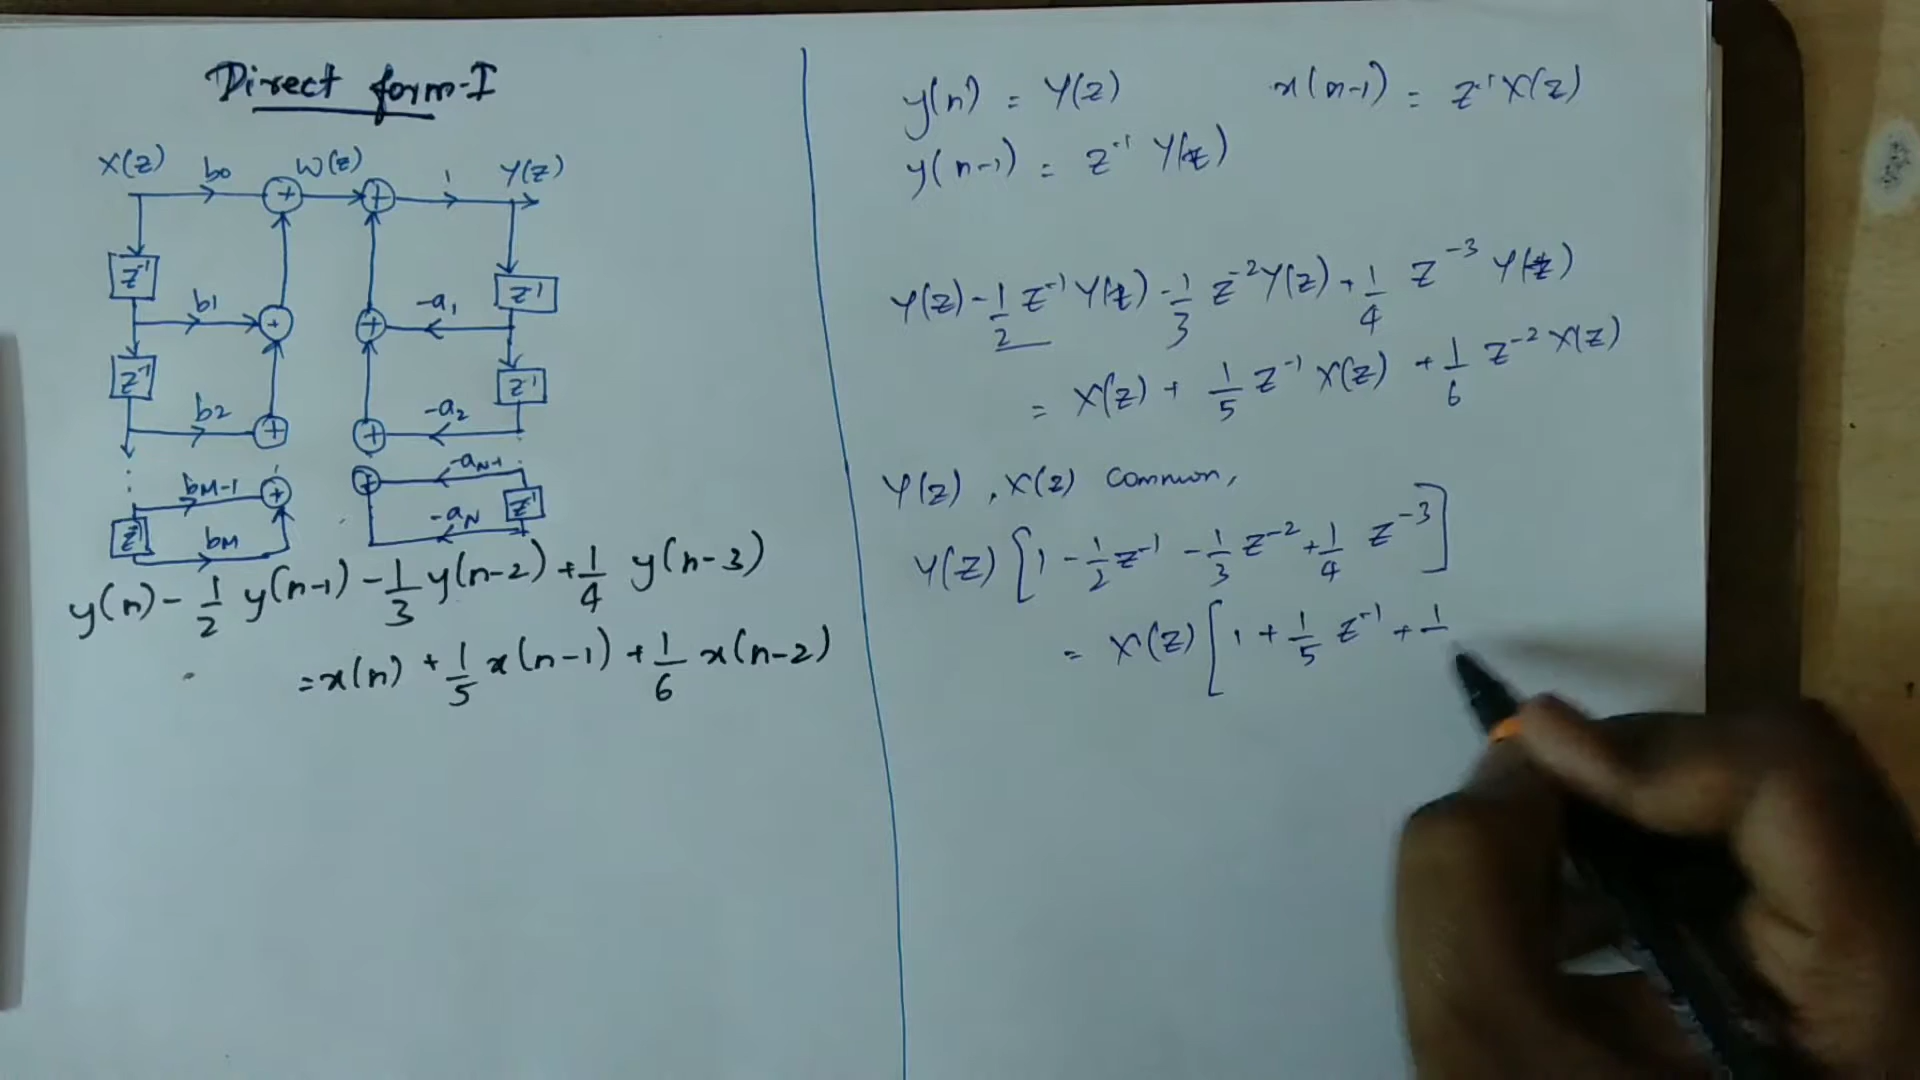 Direct form-I
X(z) b0 W(z) 1 Y(z)
z⁻¹ z⁻¹
b1 -a1
z⁻¹ z⁻¹
b2 -a2
bM-1 -aN-1
z⁻¹ z⁻¹
bM -aN
y(n) - 1/2 y(n-1) - 1/3 y(n-2) + 1/4 y(n-3)
= x(n) + 1/5 x(n-1) + 1/6 x(n-2)
y(n) = Y(z) x(n-1) = z⁻¹ X(z)
y(n-1) = z⁻¹ Y(z)
Y(z) - 1/2 z⁻¹ Y(z) - 1/3 z⁻² Y(z) + 1/4 z⁻³ Y(z)
= X(z) + 1/5 z⁻¹ X(z) + 1/6 z⁻² X(z)
Y(z), X(z) common,
Y(z) [1 - 1/2 z⁻¹ - 1/3 z⁻² + 1/4 z⁻³]
= X(z) [1 + 1/5 z⁻¹ + 1/